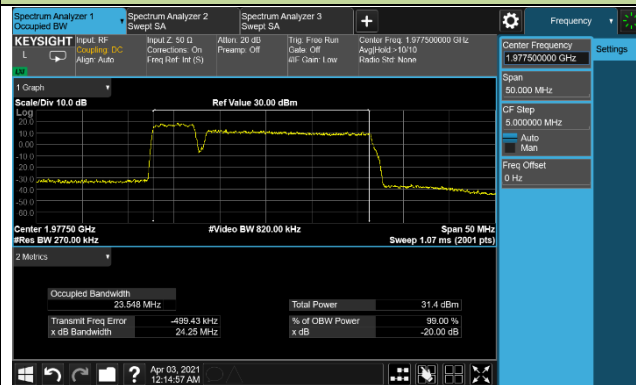 Spectrum Analyzer 1
Occupied BW
Spectrum Analyzer 2
Swept SA
Spectrum Analyzer 3
Swept SA
Frequency
KEYSIGHT
L
Input: RF
Coupling: DC
Align: Auto
Input Z: 50 Ω
Corrections: On
Freq Ref: Int (S)
Atten: 20 dB
Preamp: Off
Trig: Free Run
Gate: Off
#IF Gain: Low
Center Freq: 1.977500000 GHz
Avg|Hold:>10/10
Radio Std: None
Center Frequency
1.977500000 GHz
Settings
Span
50.000 MHz
CF Step
5.000000 MHz
Auto
Man
Freq Offset
0 Hz
1 Graph
Scale/Div 10.0 dB
Ref Value 30.00 dBm
Log
20.0
10.0
0.00
-10.0
-20.0
-30.0
-40.0
-50.0
-60.0
Center 1.97750 GHz
#Video BW 820.00 kHz
Span 50 MHz
#Res BW 270.00 kHz
Sweep 1.07 ms (2001 pts)
2 Metrics
Occupied Bandwidth
23.548 MHz
Total Power
31.4 dBm
Transmit Freq Error
-499.43 kHz
% of OBW Power
99.00 %
x dB Bandwidth
24.25 MHz
x dB
-20.00 dB
Apr 03, 2021
12:14:57 AM